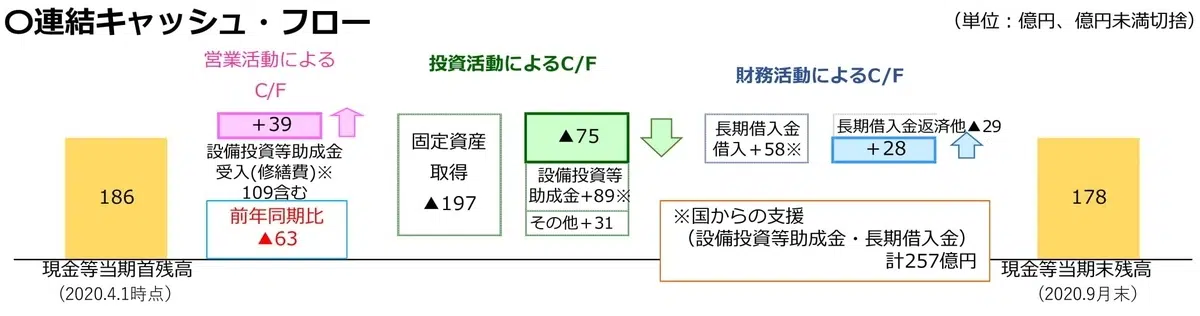 〇連結キャッシュ・フロー
（単位：億円、億円未満切捨）
営業活動による
C/F
+39
設備投資等助成金
受入(修繕費)※
109含む
前年同期比
▲63
投資活動によるC/F
固定資産
取得
▲197
▲75
設備投資等
助成金+89※
その他+31
財務活動によるC/F
長期借入金
借入+58※
長期借入金返済他▲29
+28
※国からの支援
（設備投資等助成金・長期借入金）
計257億円
186
現金等当期首残高
（2020.4.1時点）
178
現金等当期末残高
（2020.9月末）